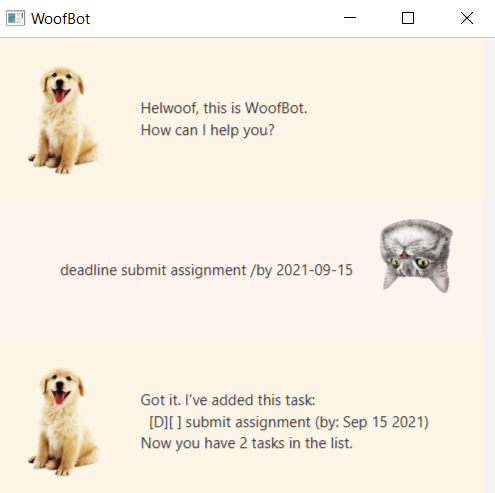 WoofBot
Helwoof, this is WoofBot.
How can I help you?
deadline submit assignment /by 2021-09-15
Got it. I've added this task:
[D][ ] submit assignment (by: Sep 15 2021)
Now you have 2 tasks in the list.